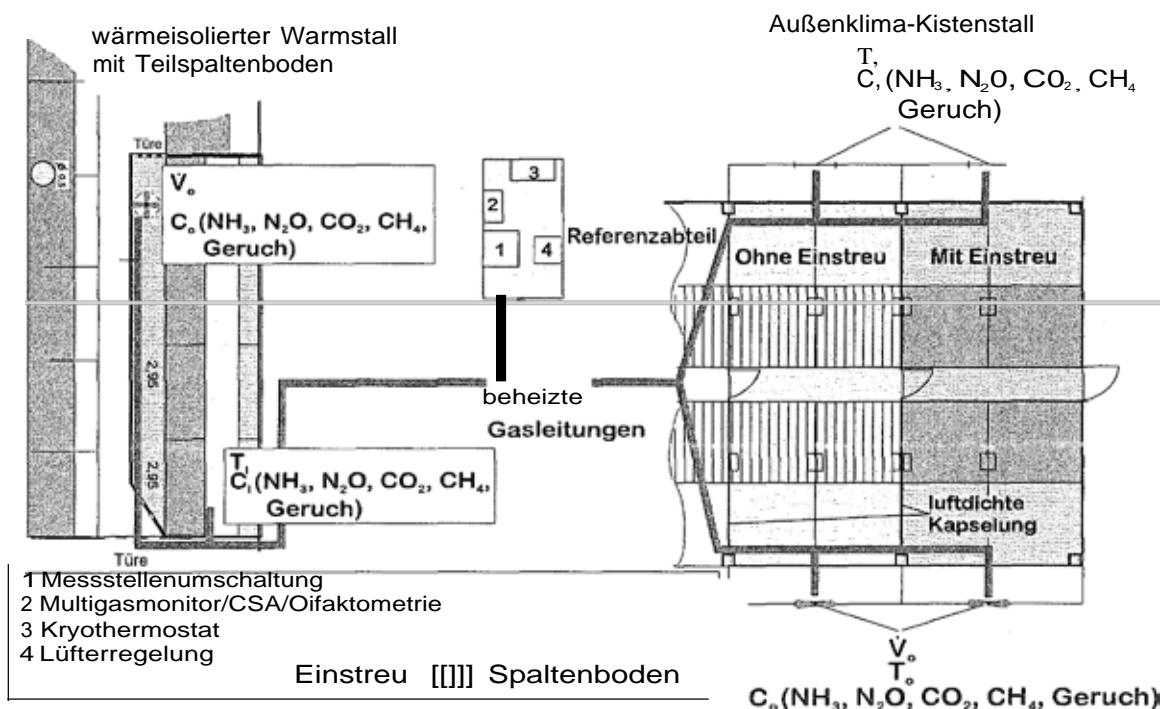 wärmeisolierter Warmstall
mit Teilspaltenboden
Außenklima-Kistenstall
T,
C, (NH₃, N₂O, CO₂, CH₄
Geruch)
Türe
ø 0,5
V̇ₒ
Cₒ (NH₃, N₂O, CO₂, CH₄,
Geruch)
3
2
1
4
Referenzabteil
Ohne Einstreu
Mit Einstreu
2,95
beheizte
Gasleitungen
2,95
Tᵢ
Cᵢ (NH₃, N₂O, CO₂, CH₄,
Geruch)
luftdichte
Kapselung
Türe
1 Messstellenumschaltung
2 Multigasmonitor/CSA/Oifaktometrie
3 Kryothermostat
4 Lüfterregelung
Einstreu [[]]] Spaltenboden
V̇ₒ
Tₒ
Cₒ (NH₃, N₂O, CO₂, CH₄, Geruch)